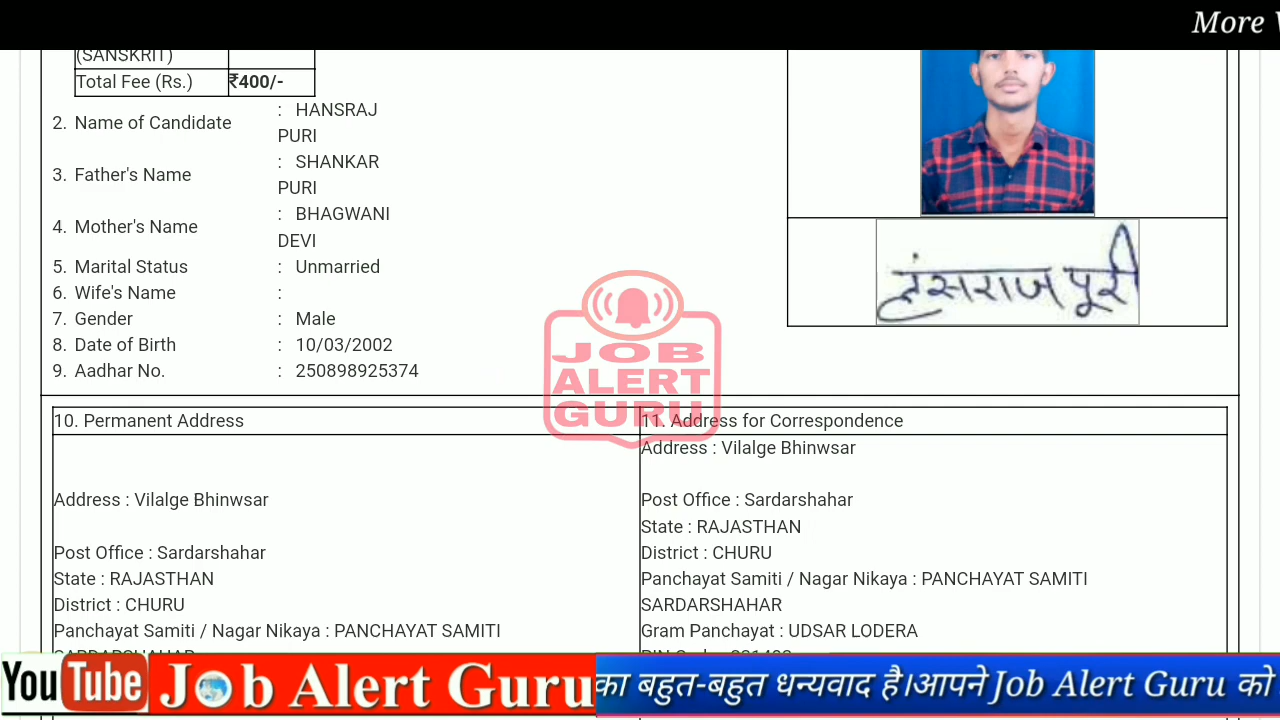 More
(SANSKRIT)
Total Fee (Rs.) ₹400/-
2. Name of Candidate : HANSRAJ PURI
3. Father's Name : SHANKAR PURI
4. Mother's Name : BHAGWANI DEVI
5. Marital Status : Unmarried
6. Wife's Name :
7. Gender : Male
8. Date of Birth : 10/03/2002
9. Aadhar No. : 250898925374
हंसराज पूरी
JOB
ALERT
GURU
10. Permanent Address
Address : Vilalge Bhinwsar
Post Office : Sardarshahar
State : RAJASTHAN
District : CHURU
Panchayat Samiti / Nagar Nikaya : PANCHAYAT SAMITI
SARDARSHAHAR
11. Address for Correspondence
Address : Vilalge Bhinwsar
Post Office : Sardarshahar
State : RAJASTHAN
District : CHURU
Panchayat Samiti / Nagar Nikaya : PANCHAYAT SAMITI
SARDARSHAHAR
Gram Panchayat : UDSAR LODERA
YouTube Job Alert Guru
का बहुत-बहुत धन्यवाद है।आपने Job Alert Guru को